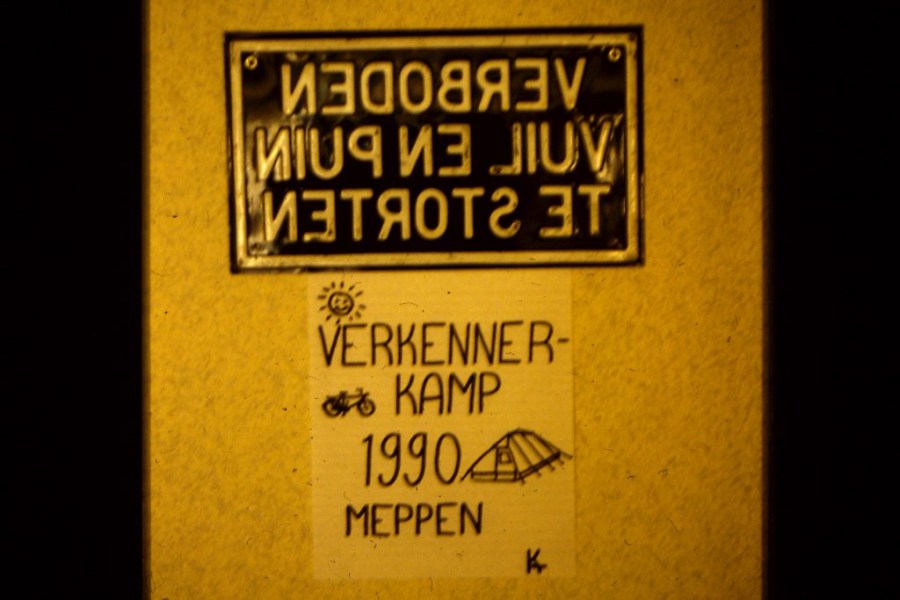 VERBODEN
VUIL EN PUIN
TE STORTEN
VERKENNER-
KAMP
1990
MEPPEN